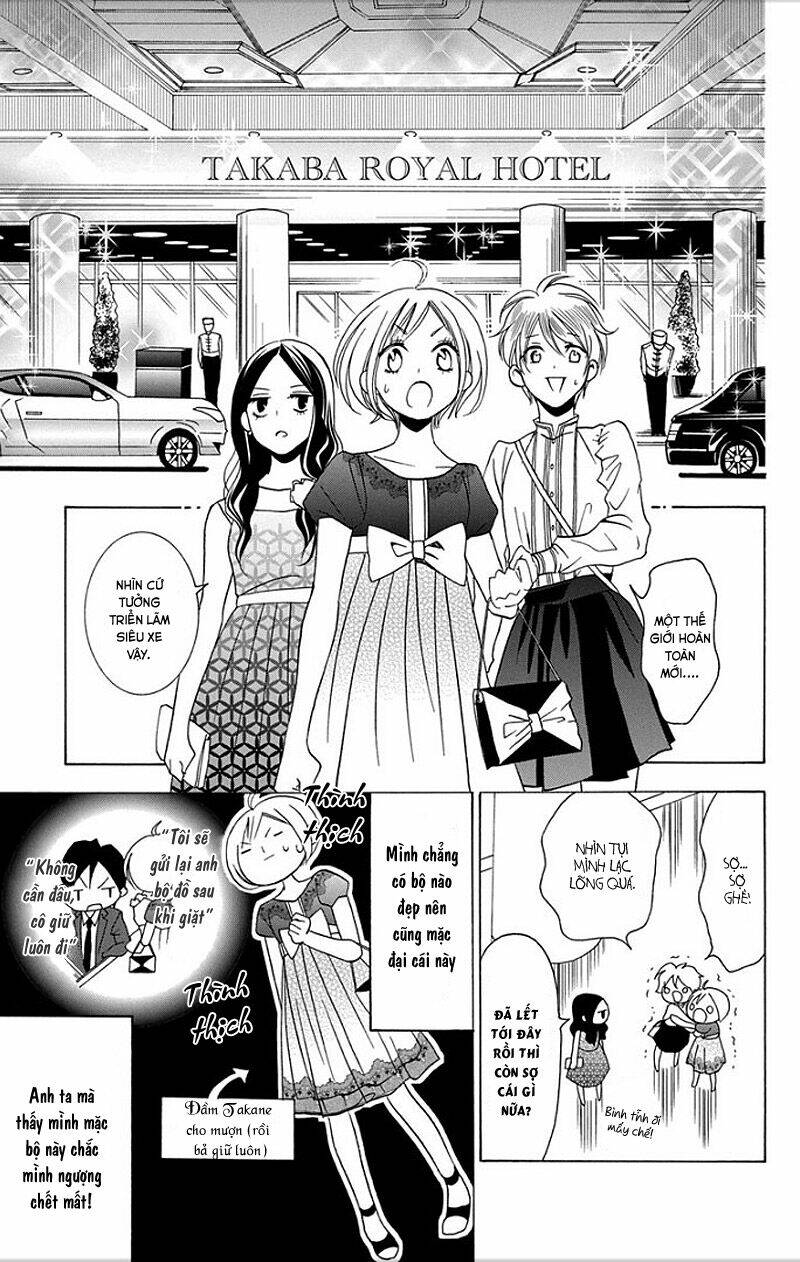 TAKABA ROYAL HOTEL
MỘT THẾ
GIỚI HOÀN
TOÀN
MỚI....
NHÌN CỨ
TƯỞNG
TRIỂN LÃM
SIÊU XE
VẬY.
SỢ...
SỢ
GHÊ!
NHÌN TỤI
MÌNH LẠC
LÕNG QUÁ.
ĐÃ LẾT
TỚI ĐÂY
RỒI THÌ
CÒN SỢ
CÁI GÌ
NỮA?
Bình tĩnh đi
mấy chế!
Mình chẳng
có bộ nào
đẹp nên
cũng mặc
đại cái này
Thình
thịch
"Tôi sẽ
gửi lại anh
bộ đồ sau
khi giặt"
"Không
cần đâu,
cô giữ
luôn đi"
Thình
thịch
Đầm Takane
cho mượn (rồi
bả giữ luôn)
Anh ta mà
thấy mình mặc
bộ này chắc
mình ngượng
chết mất!